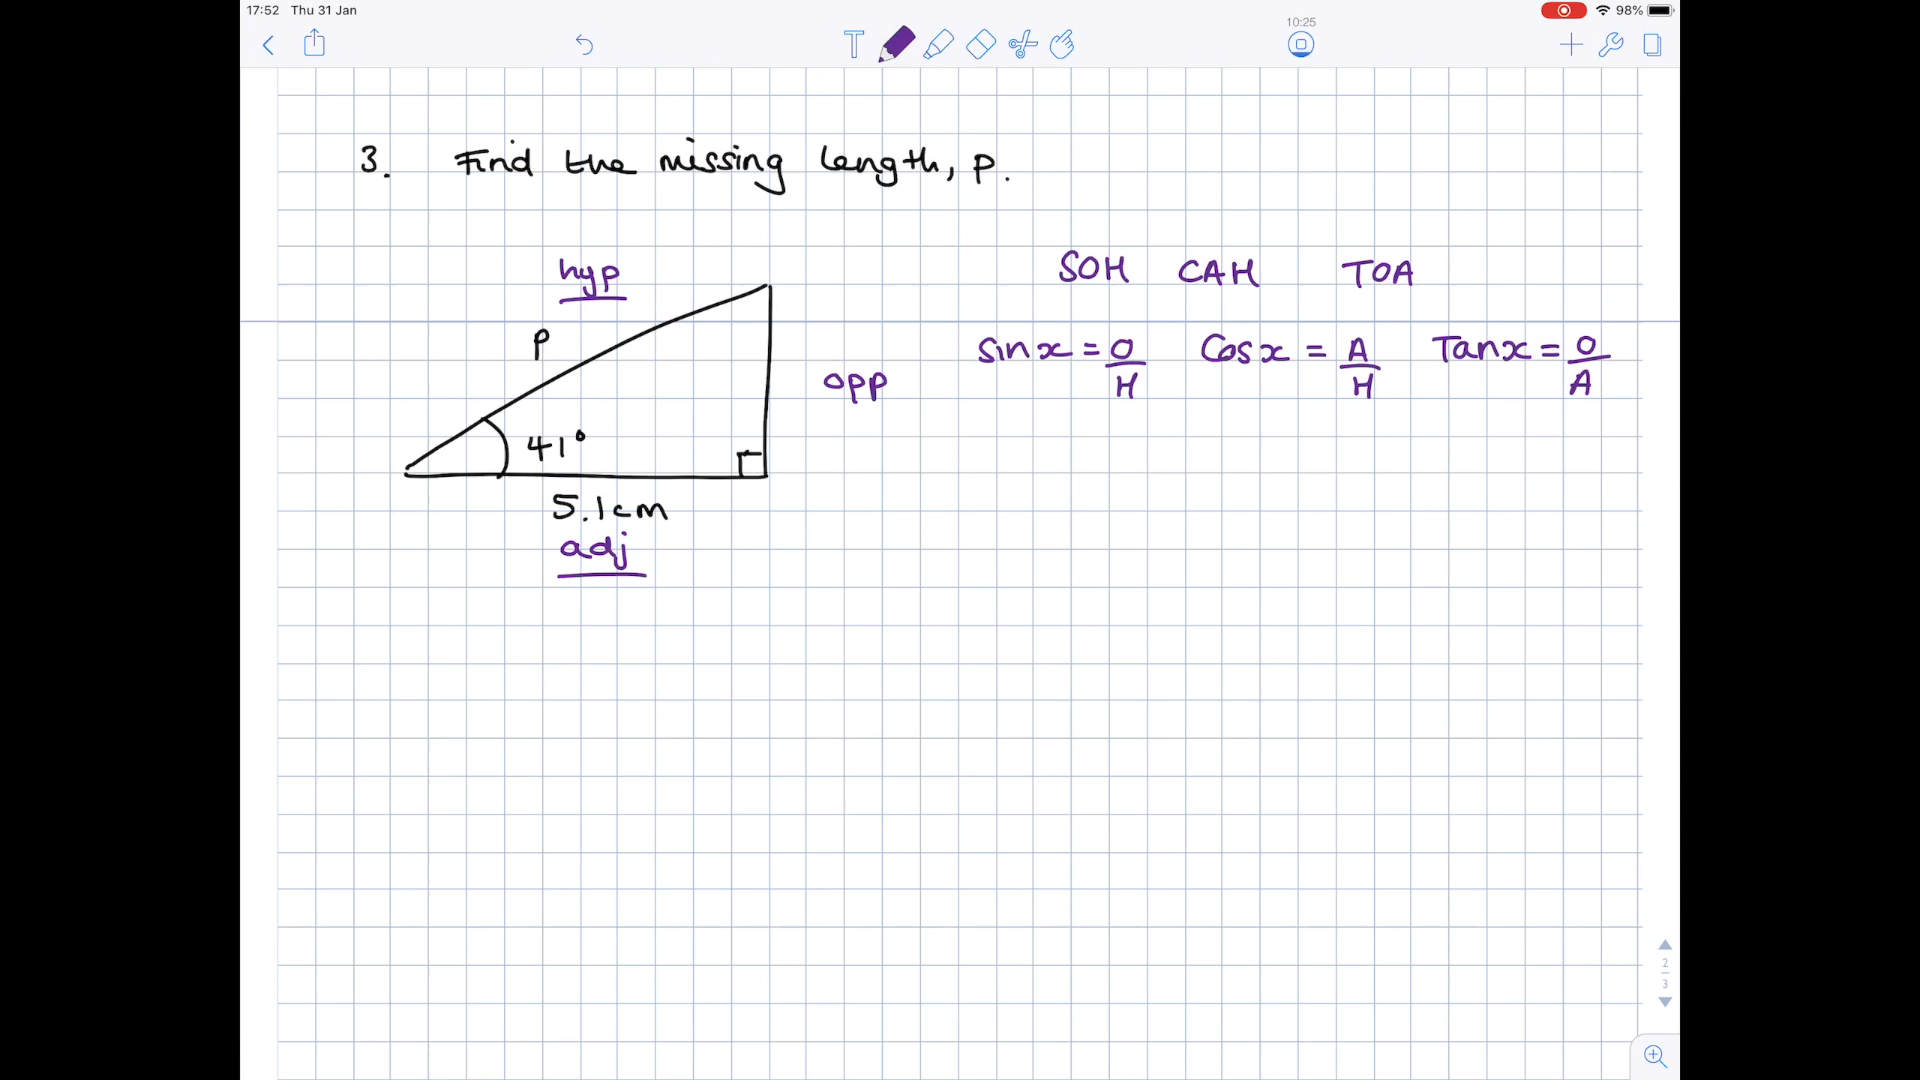 17:52 Thu 31 Jan
98%
10:25
T
3. Find the missing length, p.
hyp
SOH CAH TOA
p
sin x = O/H Cos x = A/H Tan x = O/A
opp
41°
5.1cm
adj
2
3